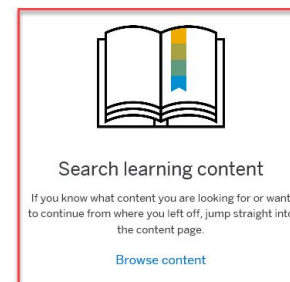 Search learning content
If you know what content you are looking for or want
to continue from where you left off, jump straight into
the content page.
Browse content